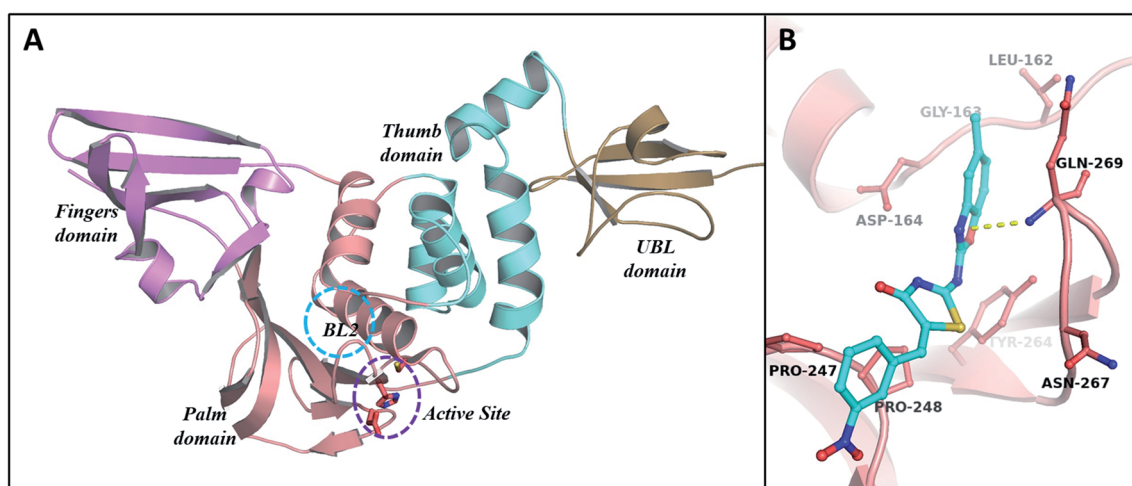 A
Thumb
domain
Fingers
domain
UBL
domain
BL2
Palm
domain
Active Site
B
LEU-162
GLY-163
GLN-269
ASP-164
TYR-264
PRO-247
ASN-267
PRO-248